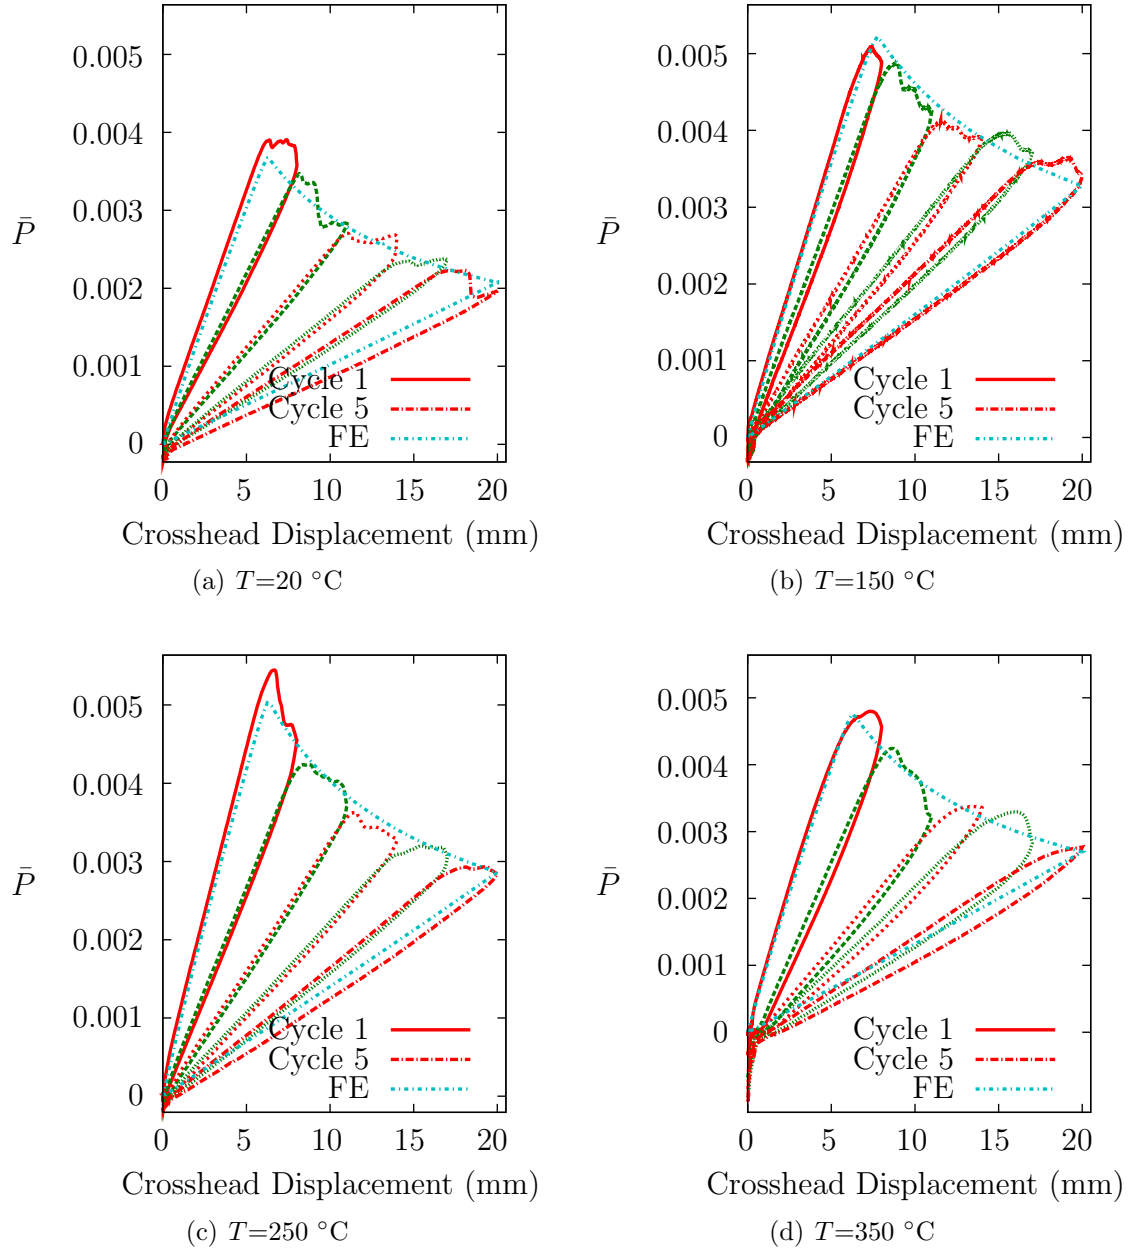 0.005
0.004
0.003
P̄
0.002
0.001
0
Cycle 1
Cycle 5
FE
0 5 10 15 20
Crosshead Displacement (mm)
(a) T=20 °C
0.005
0.004
0.003
P̄
0.002
0.001
0
Cycle 1
Cycle 5
FE
0 5 10 15 20
Crosshead Displacement (mm)
(b) T=150 °C
0.005
0.004
0.003
P̄
0.002
0.001
0
Cycle 1
Cycle 5
FE
0 5 10 15 20
Crosshead Displacement (mm)
(c) T=250 °C
0.005
0.004
0.003
P̄
0.002
0.001
0
Cycle 1
Cycle 5
FE
0 5 10 15 20
Crosshead Displacement (mm)
(d) T=350 °C